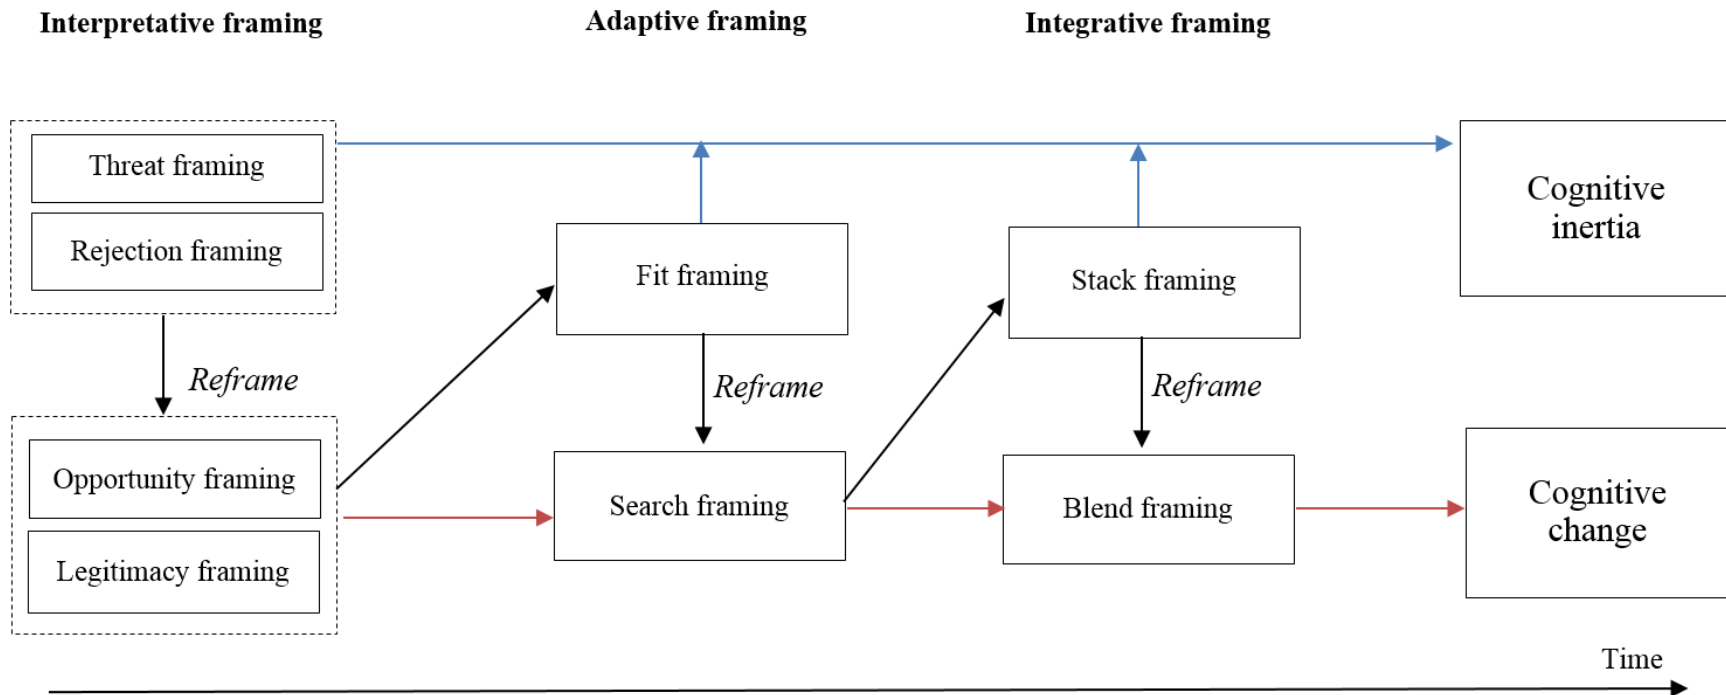 Interpretative framing
Adaptive framing
Integrative framing
Threat framing
Rejection framing
Fit framing
Stack framing
Cognitive
inertia
Reframe
Reframe
Reframe
Opportunity framing
Legitimacy framing
Search framing
Blend framing
Cognitive
change
Time